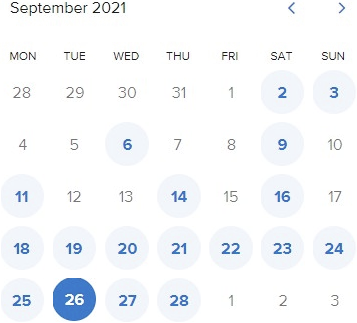 September 2021
MON TUE WED THU FRI SAT SUN
28 29 30 31 1 2 3
4 5 6 7 8 9 10
11 12 13 14 15 16 17
18 19 20 21 22 23 24
25 26 27 28 1 2 3